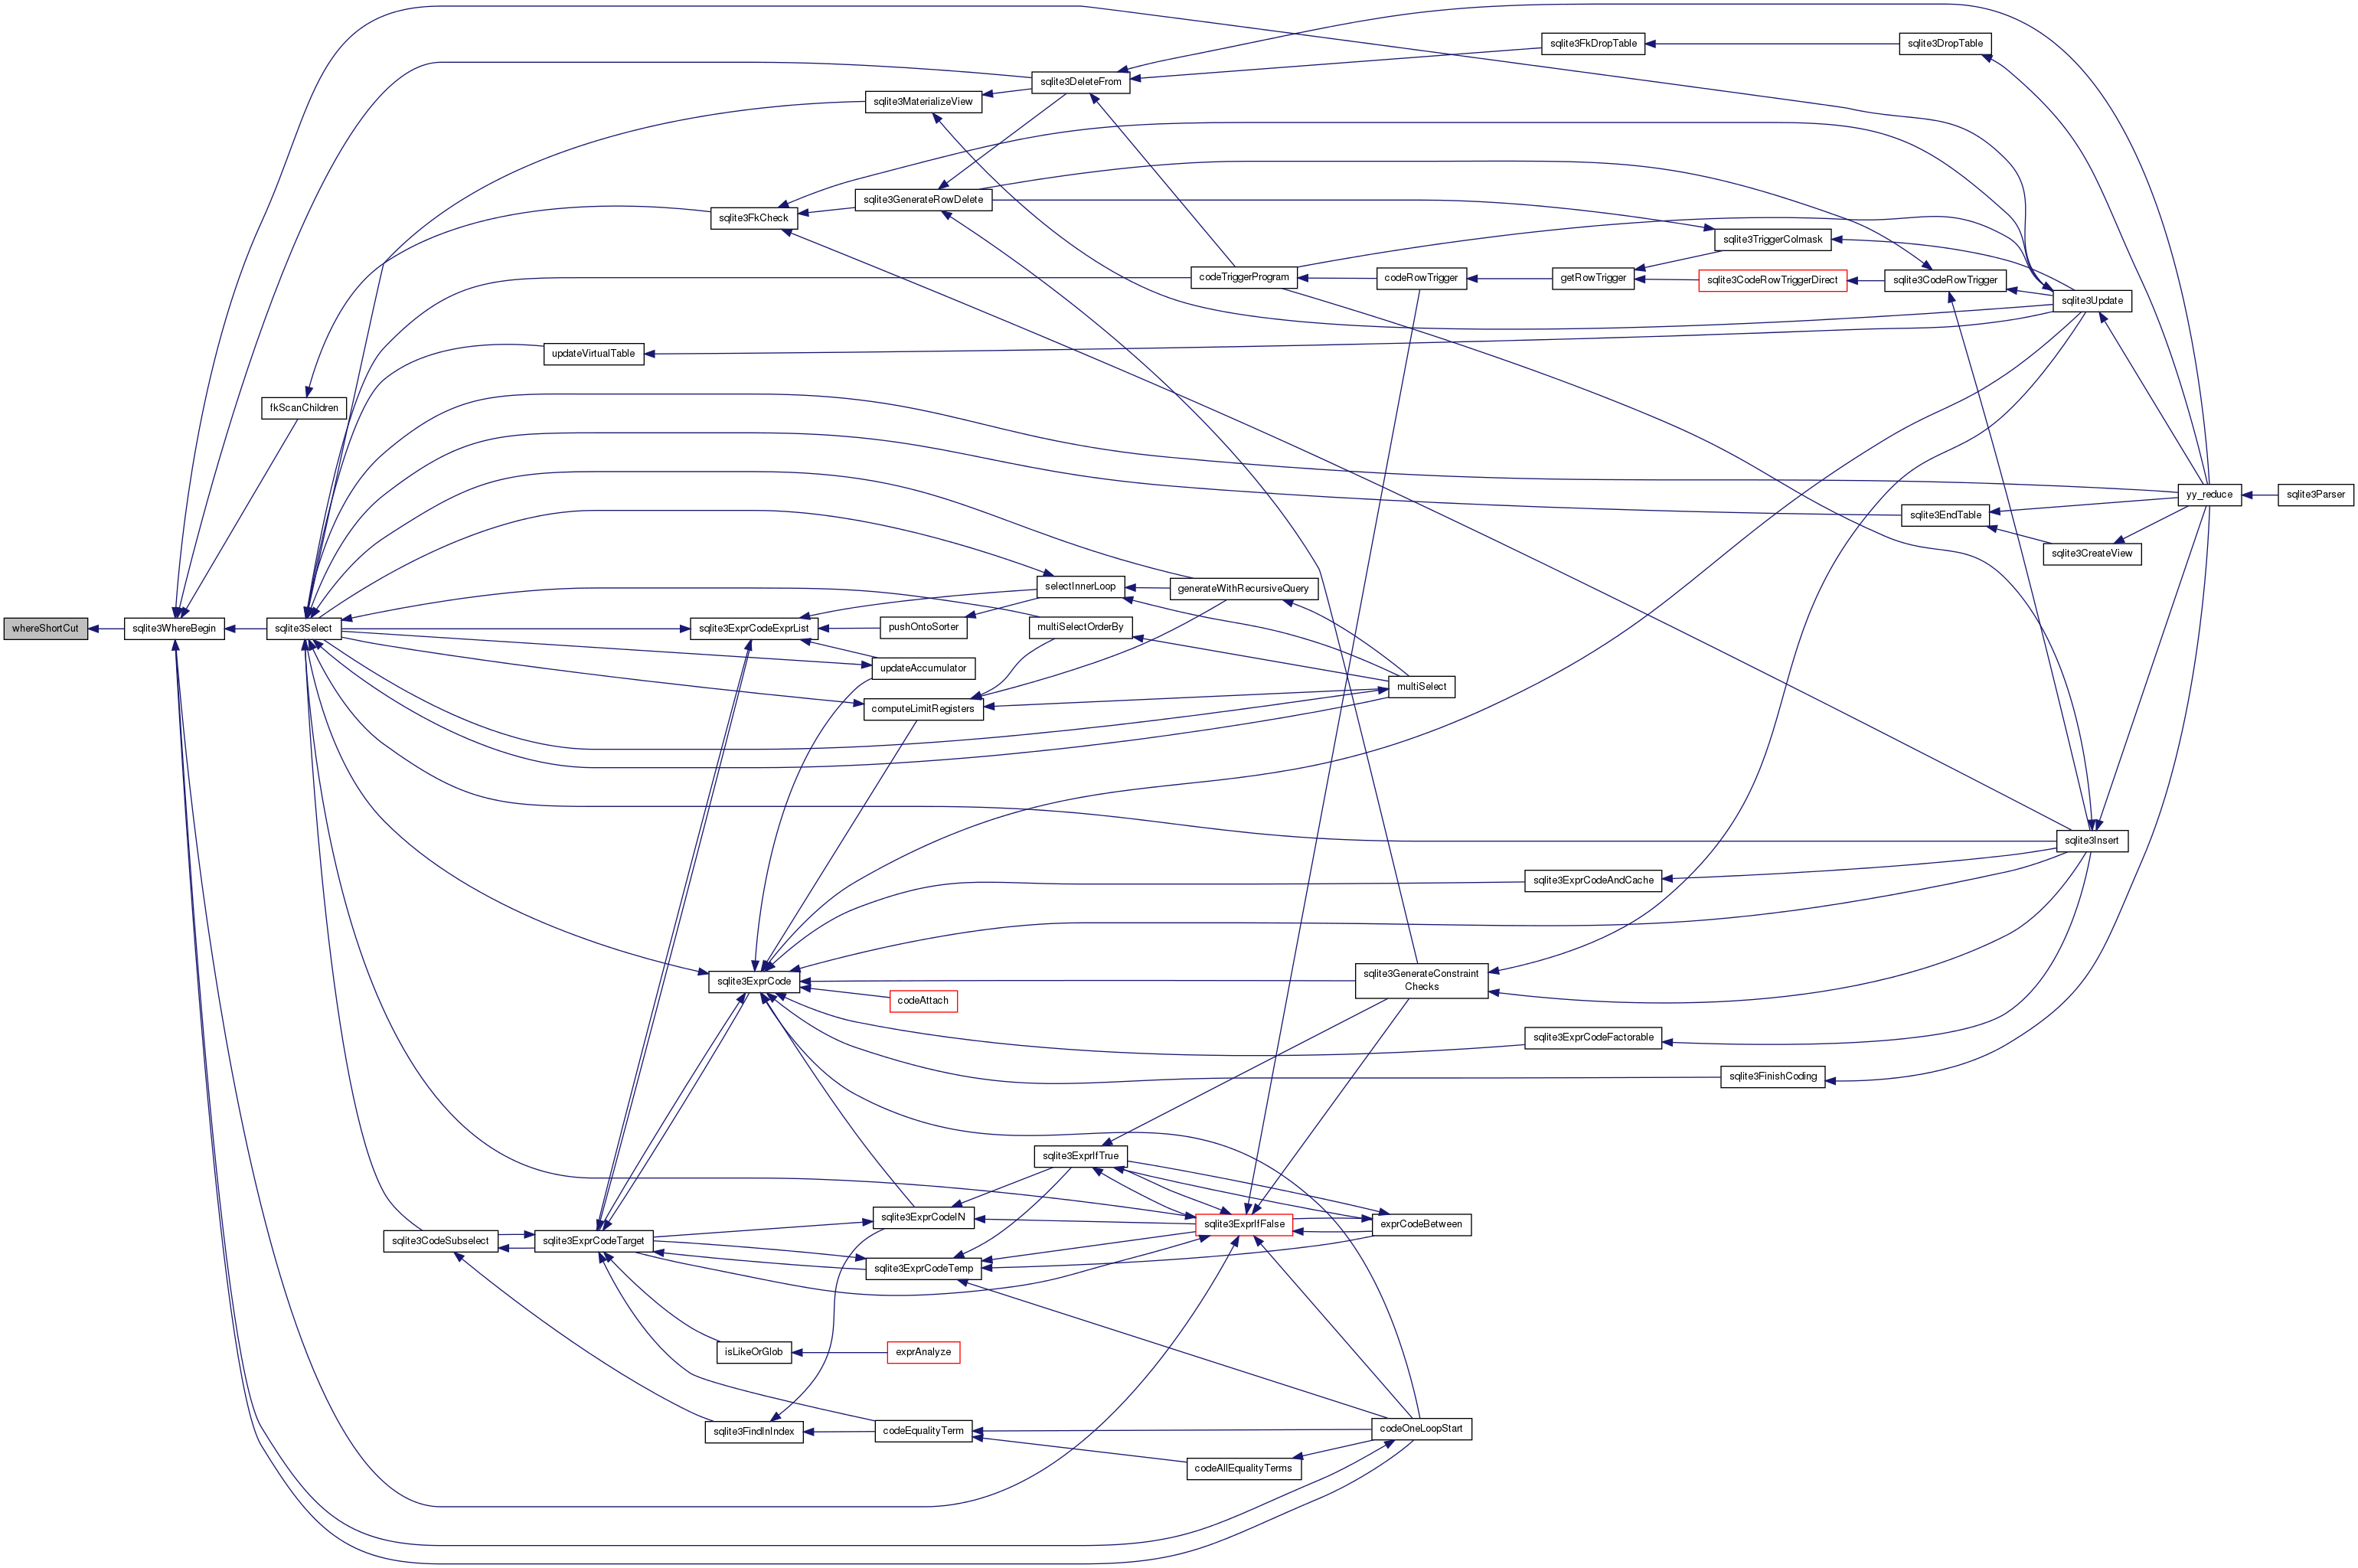 sqlite3FkDropTable
sqlite3DropTable
sqlite3DeleteFrom
sqlite3MaterializeView
sqlite3GenerateRowDelete
sqlite3FkCheck
sqlite3TriggerColmask
codeTriggerProgram
codeRowTrigger
getRowTrigger
sqlite3CodeRowTriggerDirect
sqlite3CodeRowTrigger
sqlite3Update
updateVirtualTable
fkScanChildren
yy_reduce
sqlite3Parser
sqlite3EndTable
sqlite3CreateView
selectInnerLoop
generateWithRecursiveQuery
whereShortCut
sqlite3WhereBegin
sqlite3Select
sqlite3ExprCodeExprList
pushOntoSorter
multiSelectOrderBy
updateAccumulator
multiSelect
computeLimitRegisters
sqlite3Insert
sqlite3ExprCodeAndCache
sqlite3ExprCode
sqlite3GenerateConstraint
Checks
codeAttach
sqlite3ExprCodeFactorable
sqlite3FinishCoding
sqlite3ExprIfTrue
sqlite3ExprCodeIN
sqlite3ExprIfFalse
exprCodeBetween
sqlite3CodeSubselect
sqlite3ExprCodeTarget
sqlite3ExprCodeTemp
isLikeOrGlob
exprAnalyze
sqlite3FindInIndex
codeEqualityTerm
codeOneLoopStart
codeAllEqualityTerms